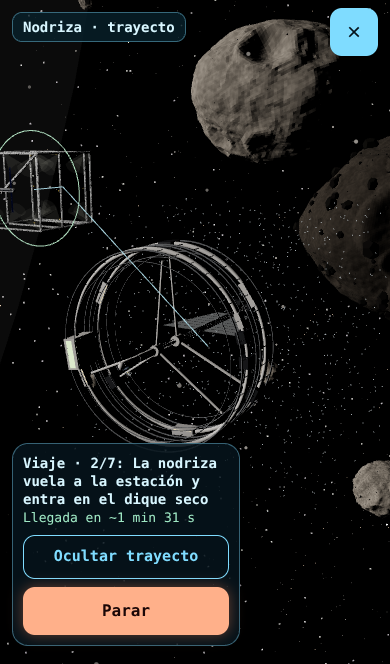 Nodriza · trayecto
×
Viaje · 2/7: La nodriza
vuela a la estación y
entra en el dique seco
Llegada en ~1 min 31 s
Ocultar trayecto
Parar